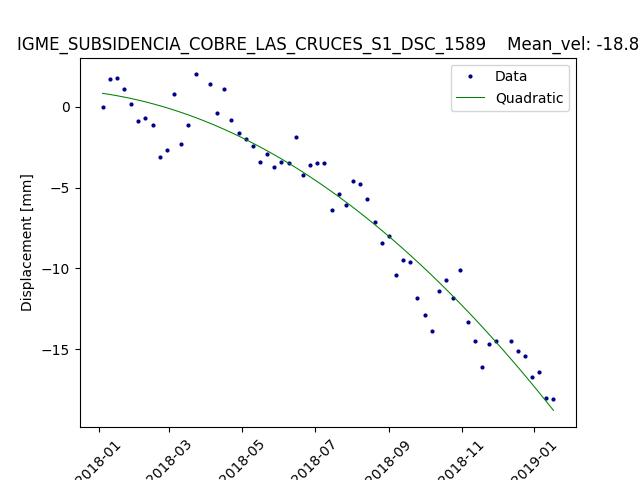 IGME_SUBSIDENCIA_COBRE_LAS_CRUCES_S1_DSC_1589    Mean_vel: -18.8
Data
Quadratic
Displacement [mm]
0
−5
−10
−15
2018-01
2018-03
2018-05
2018-07
2018-09
2018-11
2019-01